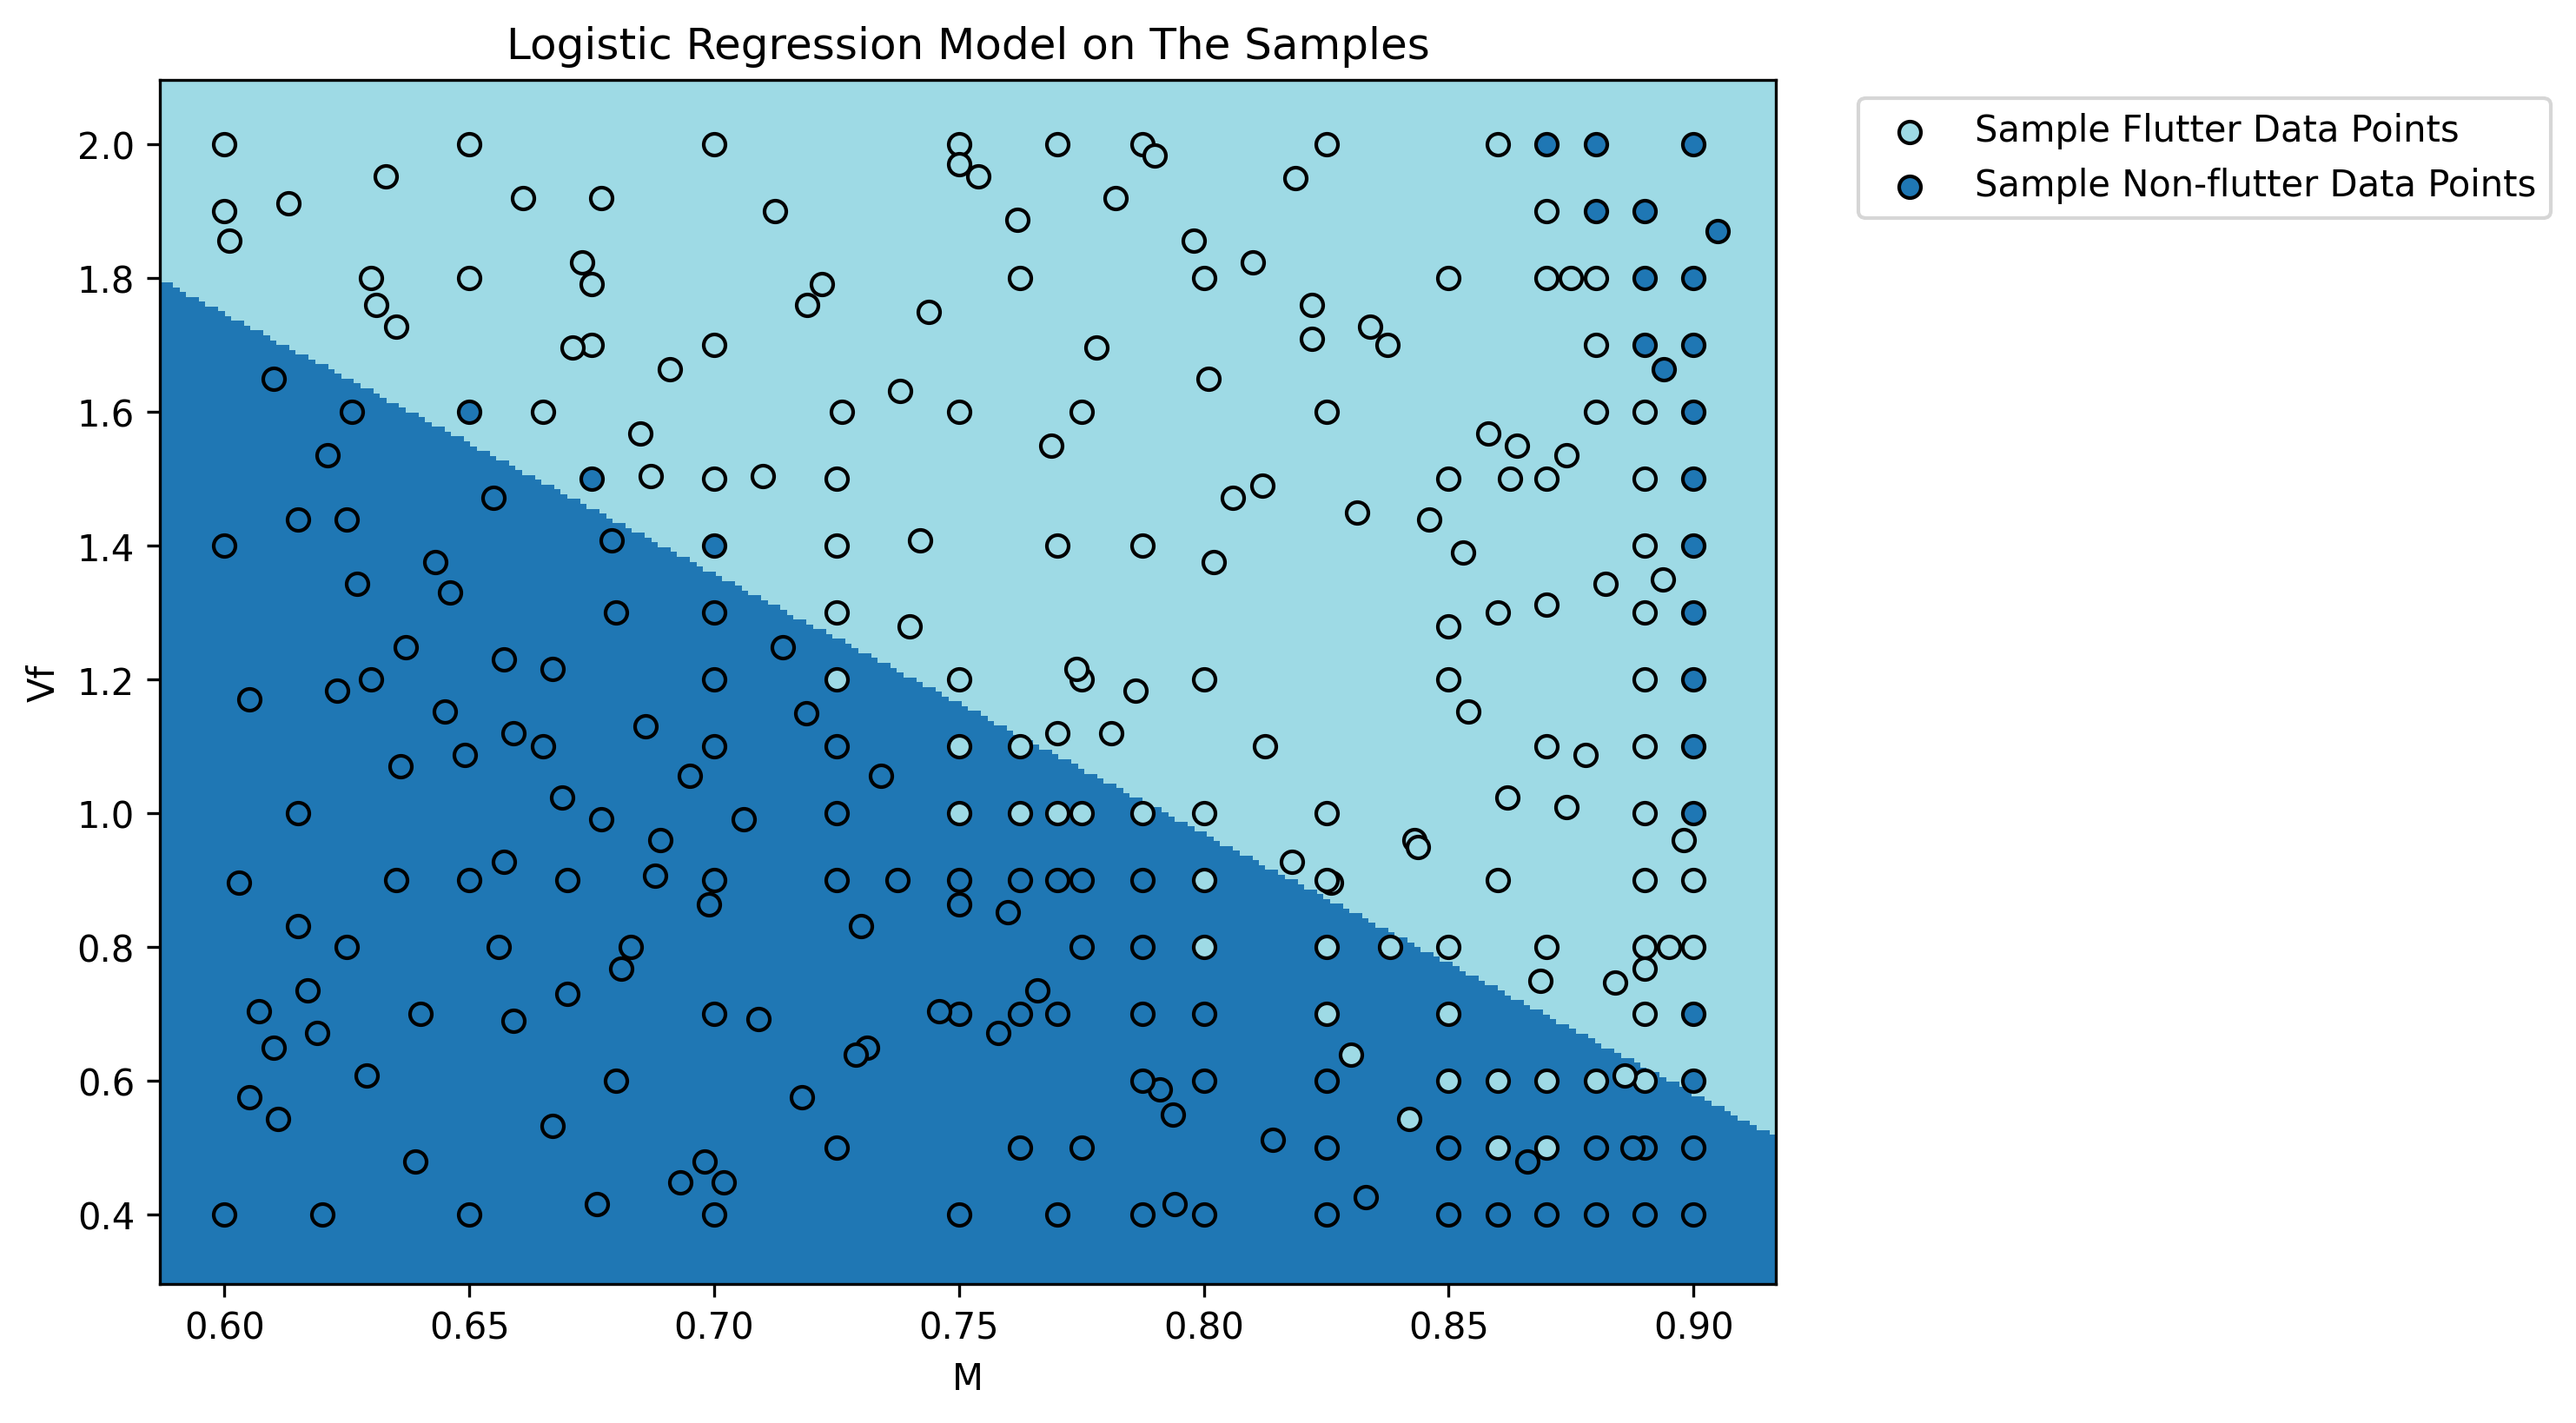 Logistic Regression Model on The Samples
Sample Flutter Data Points
Sample Non-flutter Data Points
Vf
2.0
1.8
1.6
1.4
1.2
1.0
0.8
0.6
0.4
0.60 0.65 0.70 0.75 0.80 0.85 0.90
M